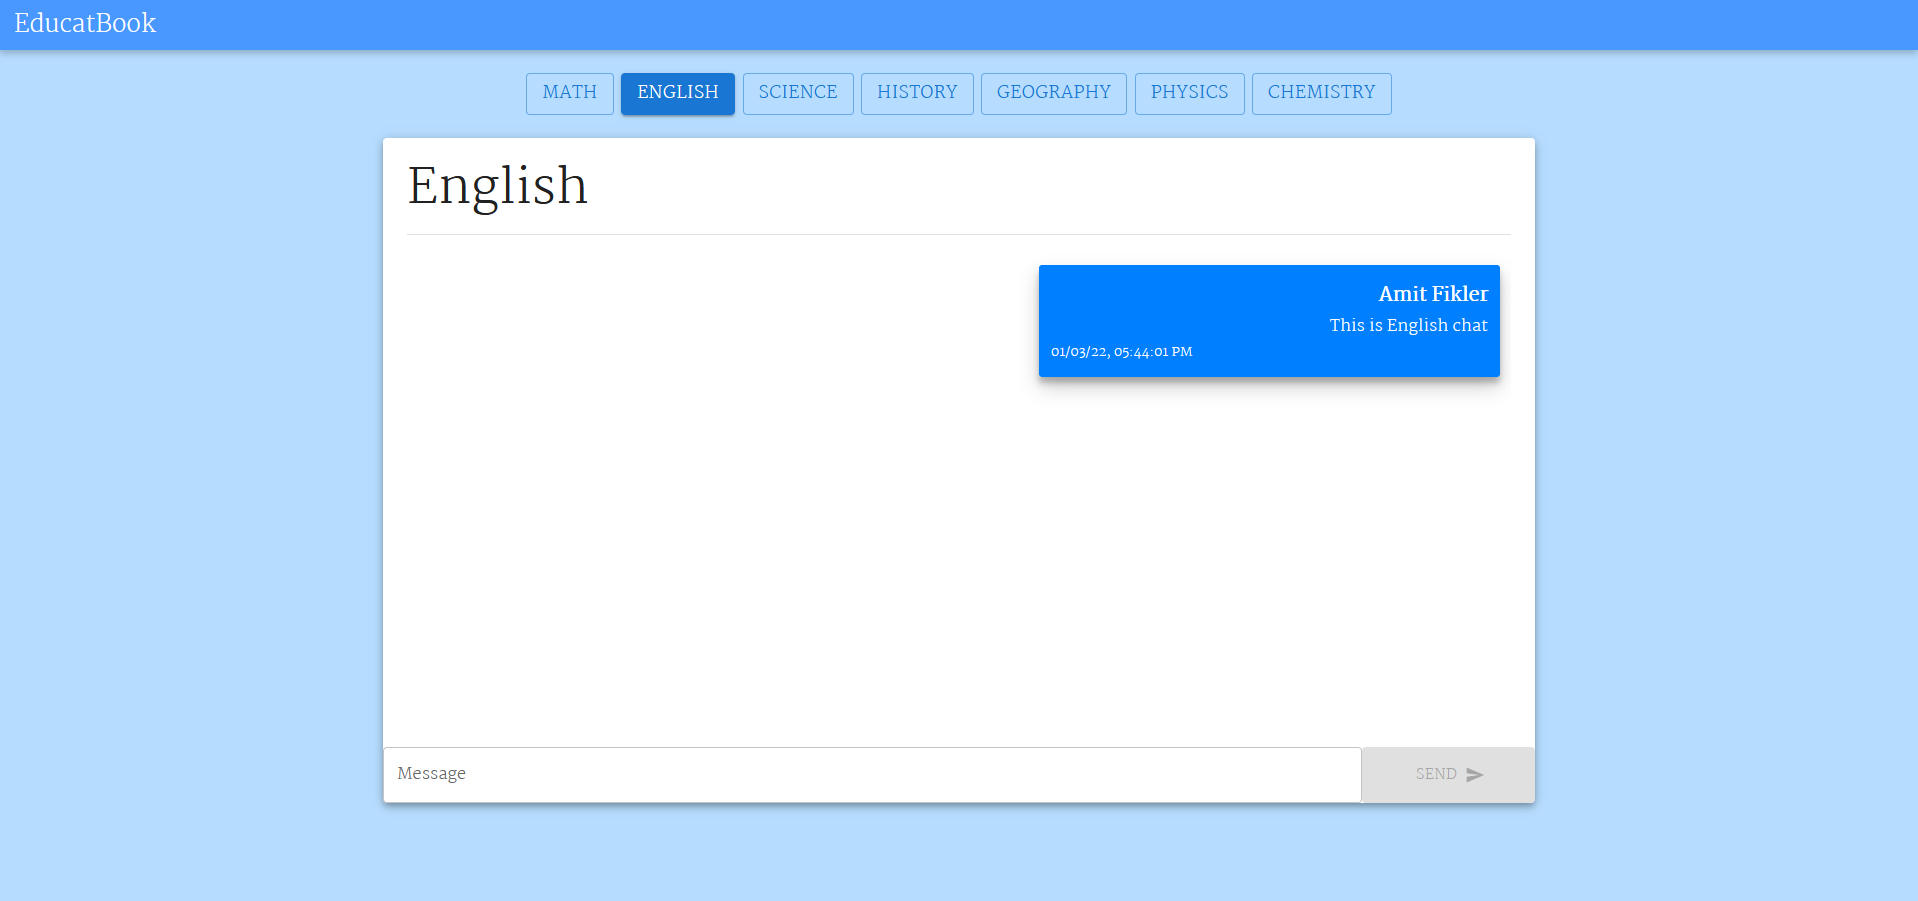 EducatBook
MATH ENGLISH SCIENCE HISTORY GEOGRAPHY PHYSICS CHEMISTRY
English
Amit Fikler
This is English chat
01/03/22, 05:44:01 PM
Message SEND